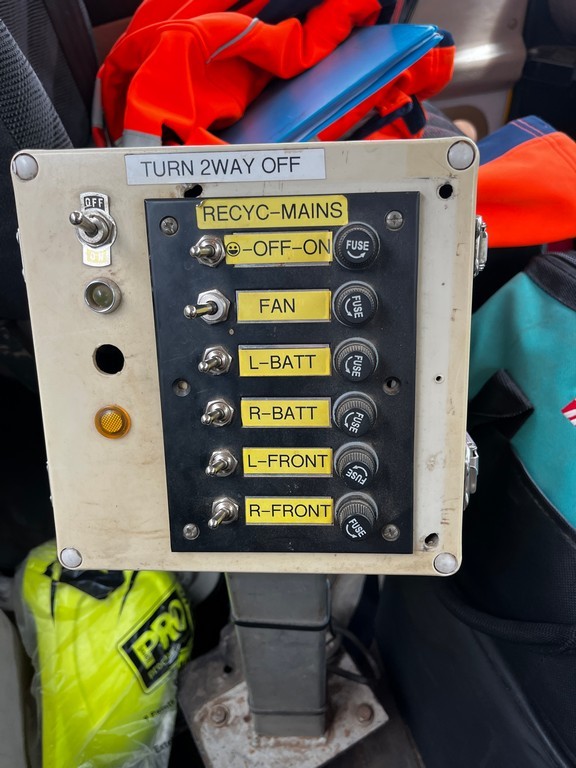 TURN 2WAY OFF
OFF
RECYC-MAINS
😀-OFF-ON
FUSE
FAN
FUSE
L-BATT
FUSE
R-BATT
FUSE
L-FRONT
FUSE
R-FRONT
FUSE
PRO